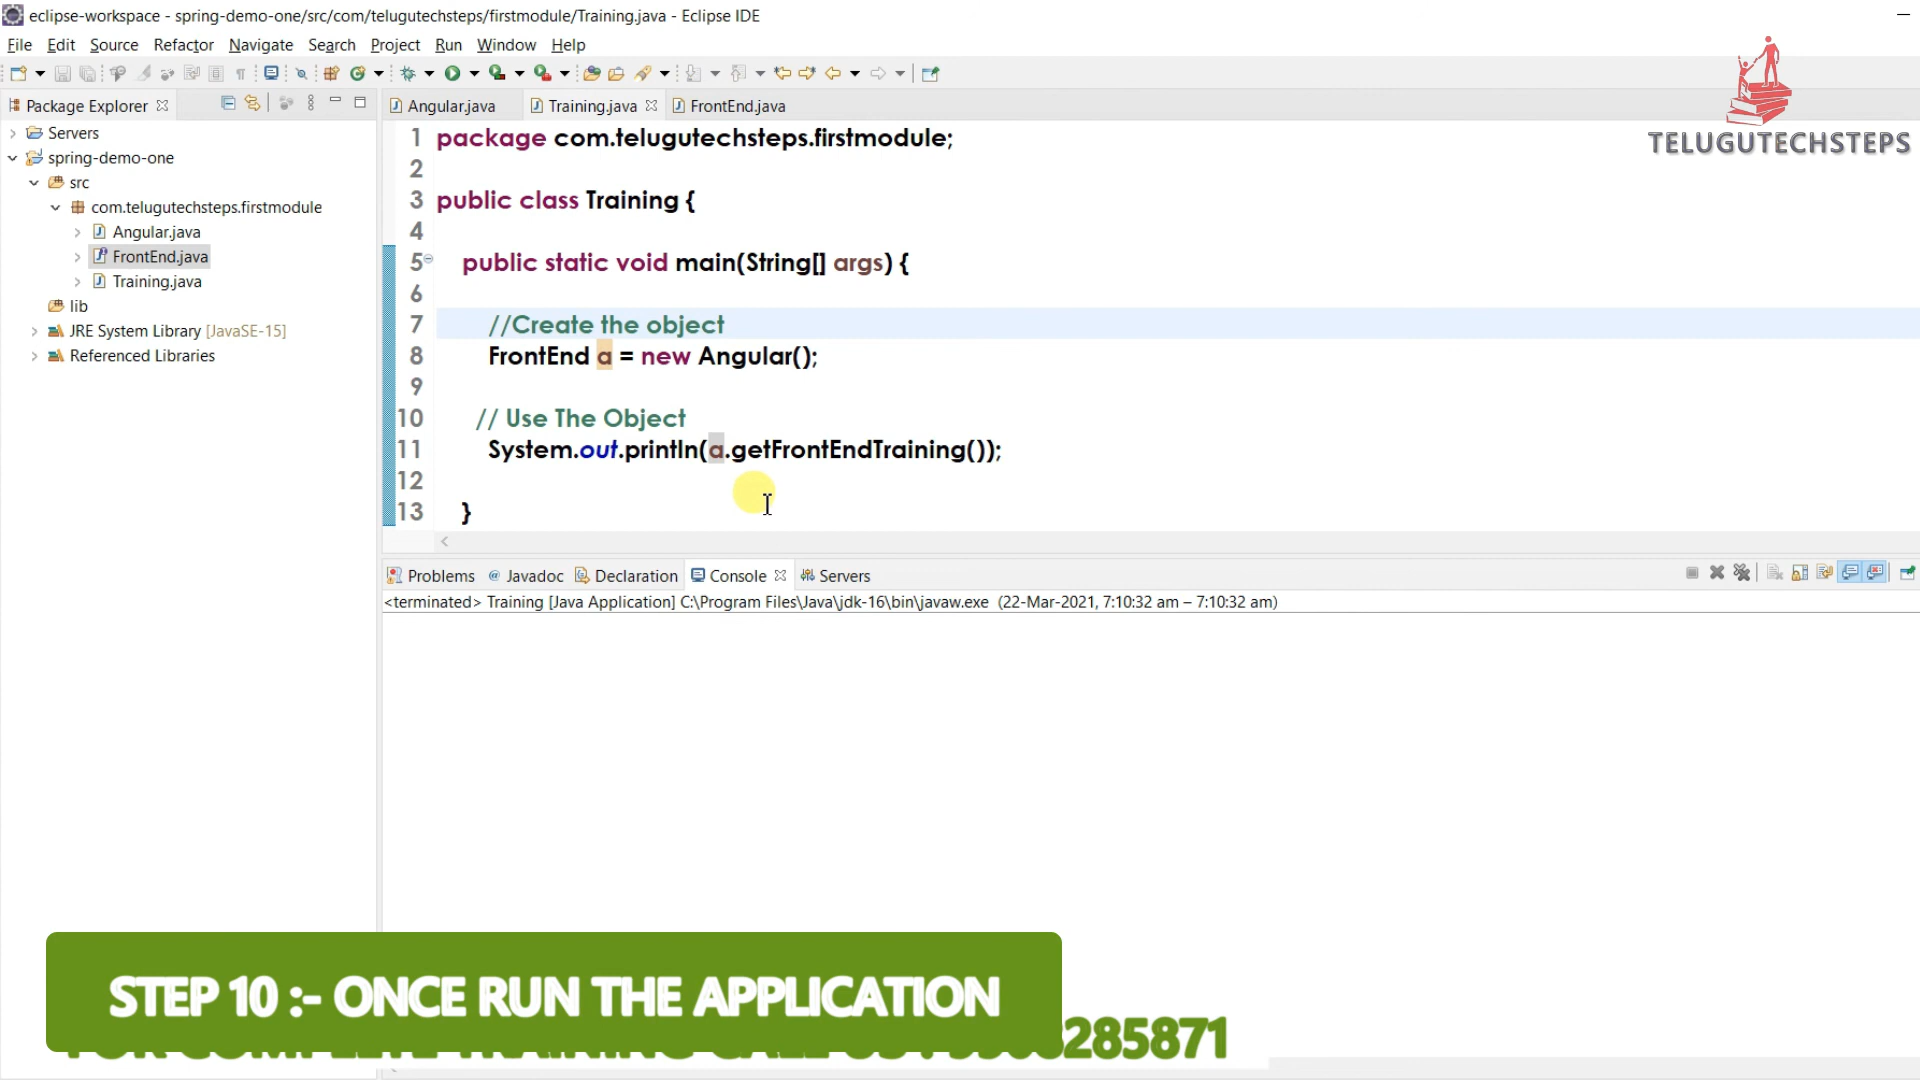 eclipse-workspace - spring-demo-one/src/com/telugutechsteps/firstmodule/Training.java - Eclipse IDE
File Edit Source Refactor Navigate Search Project Run Window Help
TELUGUTECHSTEPS
Package Explorer
Servers
spring-demo-one
src
com.telugutechsteps.firstmodule
Angular.java
FrontEnd.java
Training.java
lib
JRE System Library [JavaSE-15]
Referenced Libraries
Angular.java Training.java FrontEnd.java
1 package com.telugutechsteps.firstmodule;
2
3 public class Training {
4
5 public static void main(String[] args) {
6
7 //Create the object
8 FrontEnd a = new Angular();
9
10 // Use The Object
11 System.out.println(a.getFrontEndTraining());
12
13 }
Problems Javadoc Declaration Console Servers
<terminated> Training [Java Application] C:\Program Files\Java\jdk-16\bin\javaw.exe (22-Mar-2021, 7:10:32 am – 7:10:32 am)
STEP 10 :- ONCE RUN THE APPLICATION
285871